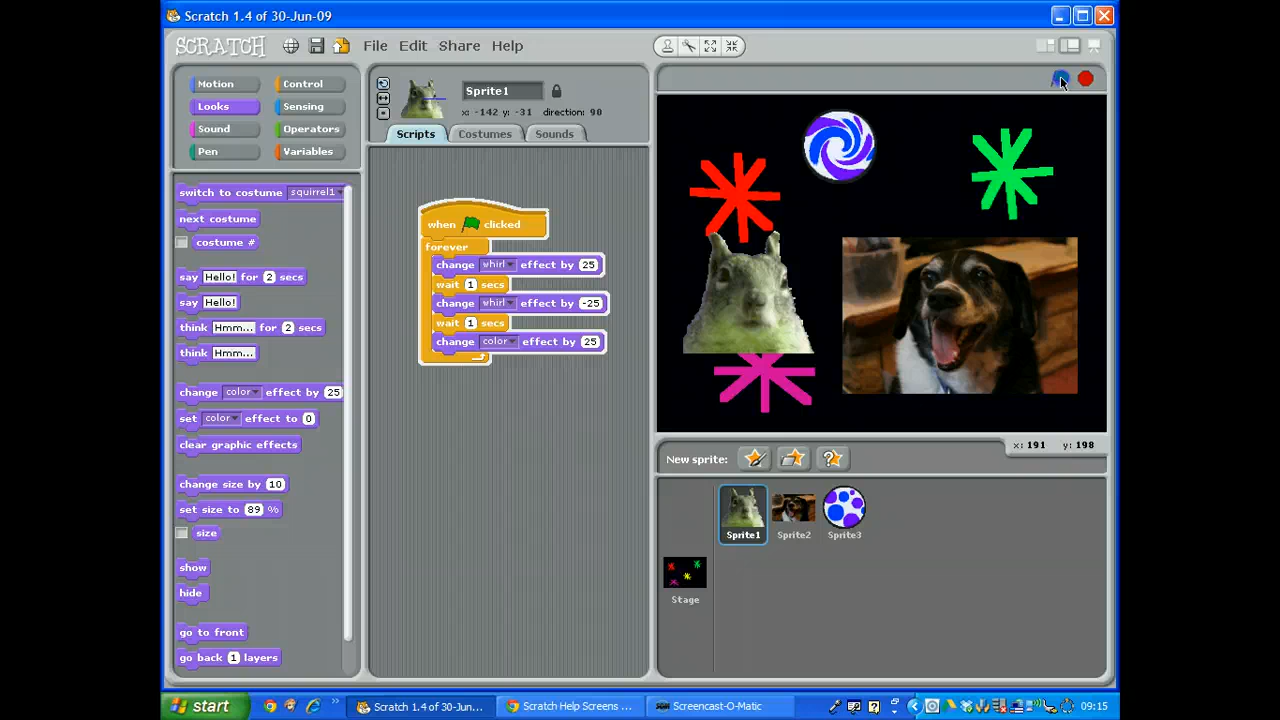 Scratch 1.4 of 30-Jun-09
SCRATCH File Edit Share Help
Motion Control
Looks Sensing
Sound Operators
Pen Variables
switch to costume squirrel1
next costume
costume #
say Hello! for 2 secs
say Hello!
think Hmm... for 2 secs
think Hmm...
change color effect by 25
set color effect to 0
clear graphic effects
change size by 10
set size to 89 %
size
show
hide
go to front
go back 1 layers
Sprite1
x: -142 y: -31 direction: 90
Scripts Costumes Sounds
when clicked
forever
change whirl effect by 25
wait 1 secs
change whirl effect by -25
wait 1 secs
change color effect by 25
x: 191 y: 198
New sprite:
Sprite1 Sprite2 Sprite3
Stage
start Scratch 1.4 of 30-Jun... Scratch Help Screens ... Screencast-O-Matic 09:15